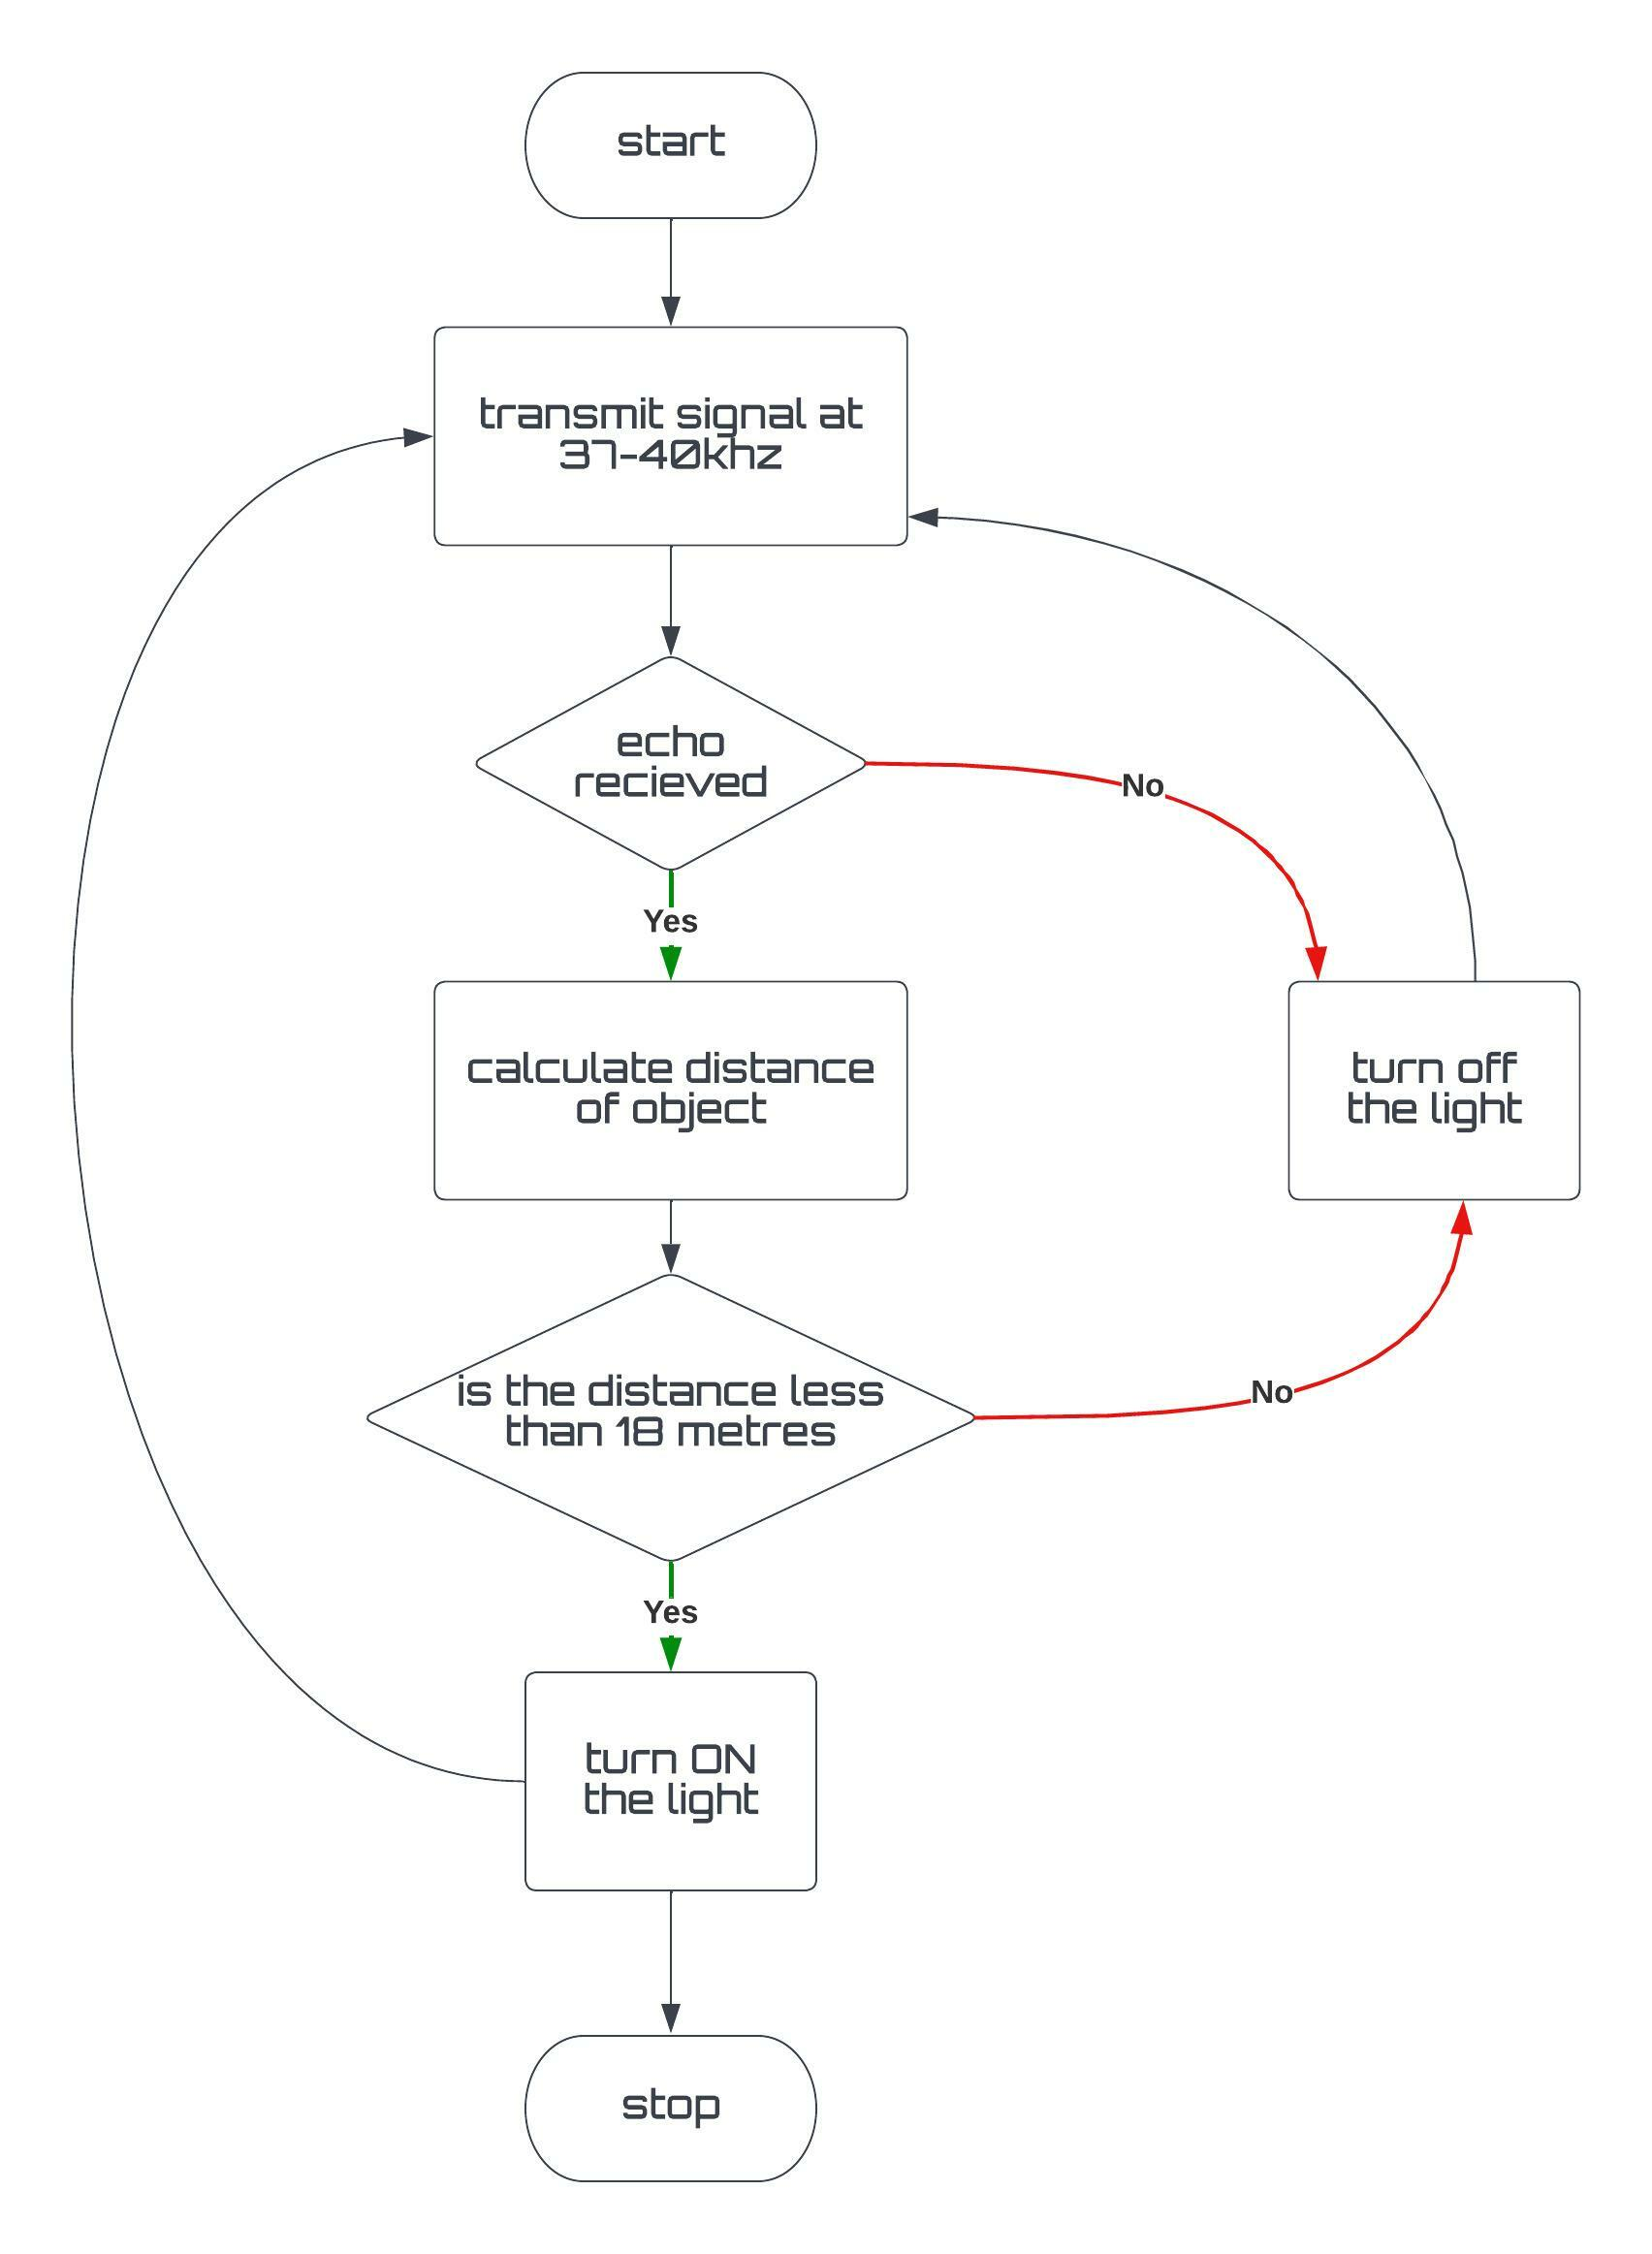 start
transmit signal at
37-40khz
echo
recieved
No
Yes
calculate distance
of object
turn off
the light
is the distance less
than 18 metres
No
Yes
turn ON
the light
stop